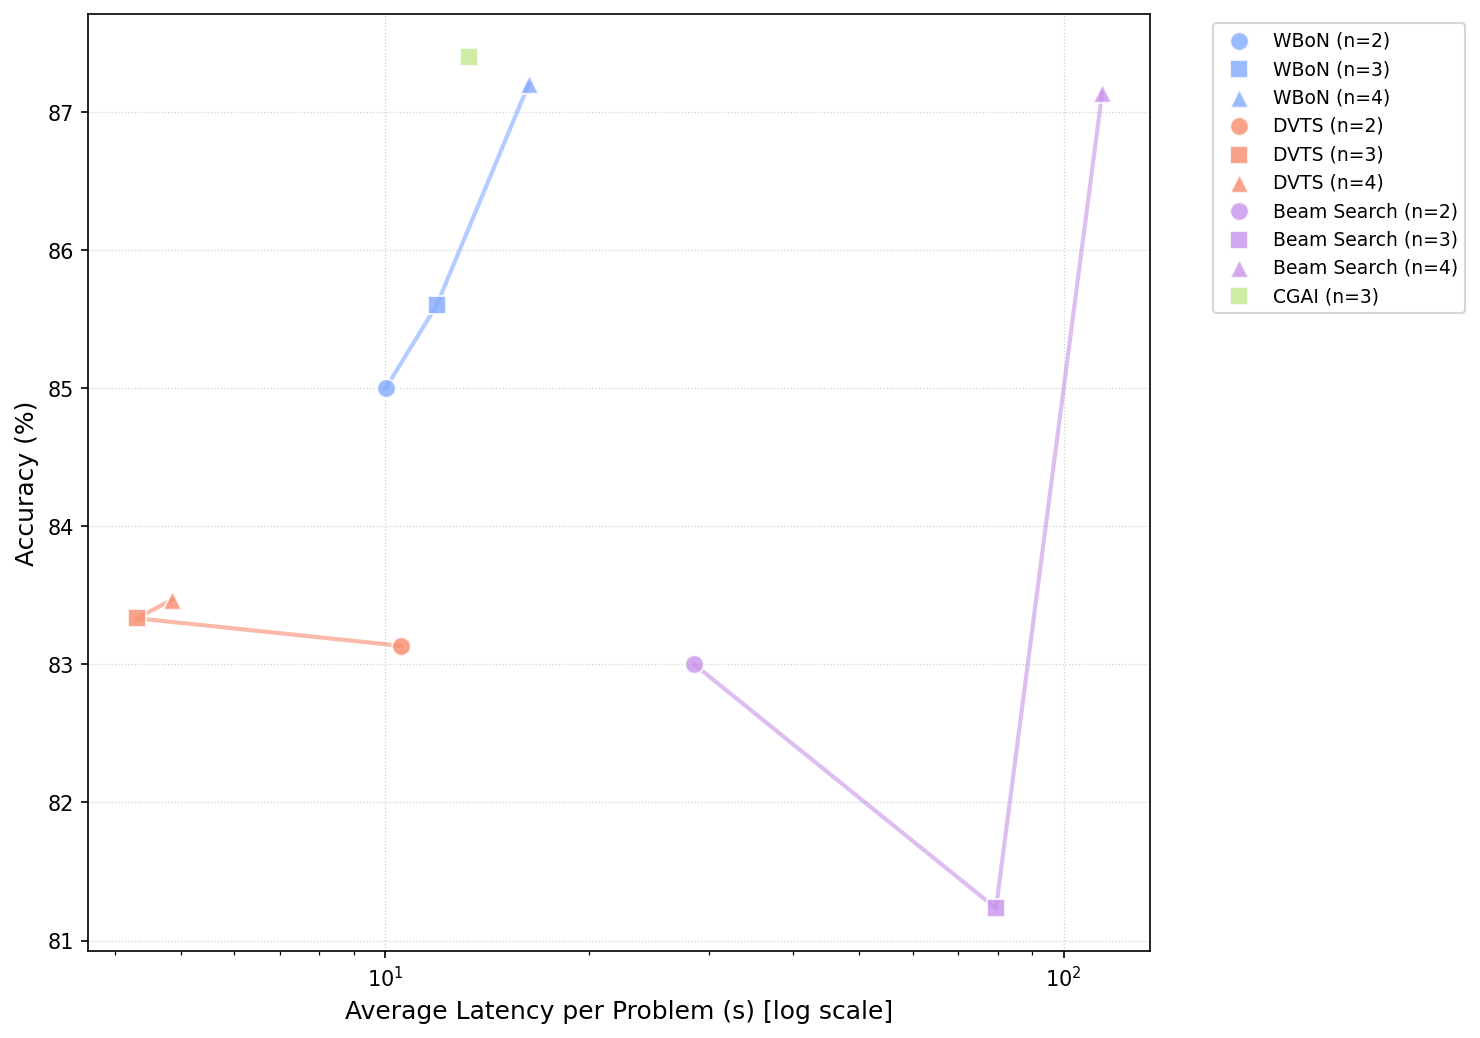 87
86
85
84
83
82
81
Accuracy (%)
10¹
10²
Average Latency per Problem (s) [log scale]
WBoN (n=2)
WBoN (n=3)
WBoN (n=4)
DVTS (n=2)
DVTS (n=3)
DVTS (n=4)
Beam Search (n=2)
Beam Search (n=3)
Beam Search (n=4)
CGAI (n=3)